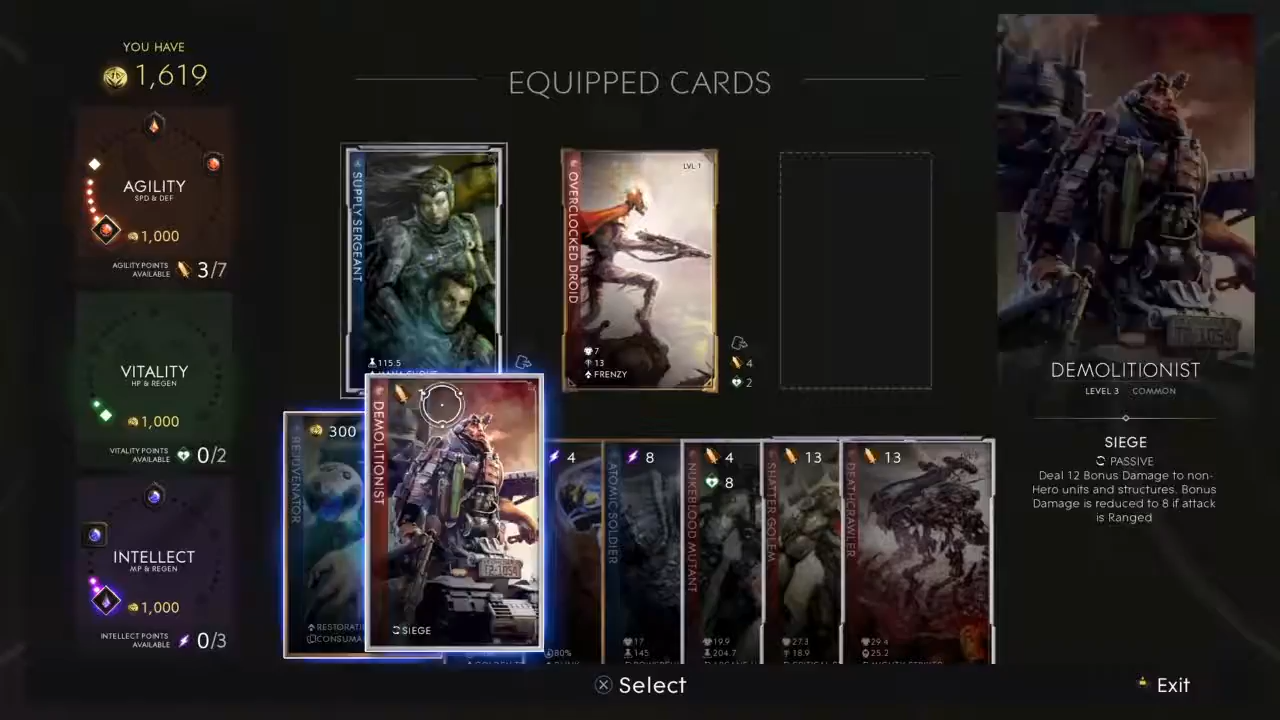 YOU HAVE
1,619
AGILITY
SPD & DEF
1,000
AGILITY POINTS
AVAILABLE
3/7
VITALITY
HP & REGEN
1,000
VITALITY POINTS
AVAILABLE
0/2
INTELLECT
MP & REGEN
1,000
INTELLECT POINTS
AVAILABLE
0/3
EQUIPPED CARDS
SUPPLY SERGEANT
115.5
OVERCLOCKED DROID
LVL 1
7
13
FRENZY
4
2
300
REJUVENATOR
DEMOLITIONIST
SIEGE
4
80%
8
ATOMIC SOLDIER
17
145
4
8
NUKEBLOOD MUTANT
19.9
204.7
13
SHATTER GOLEM
27.3
18.9
13
DEATHCRAWLER
29.4
25.2
DEMOLITIONIST
LEVEL 3 COMMON
SIEGE
PASSIVE
Deal 12 Bonus Damage to non-
Hero units and structures. Bonus
Damage is reduced to 8 if attack
is Ranged
Select
Exit